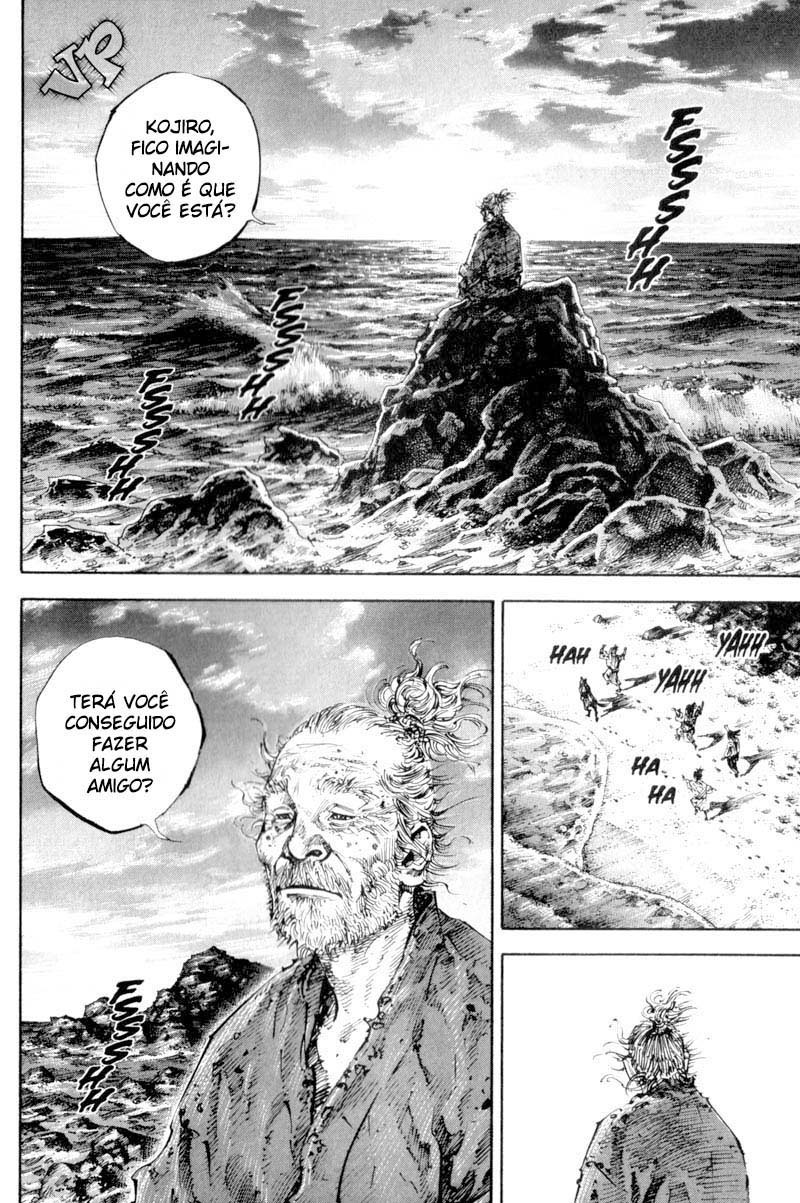 VP
KOJIRO,
FICO IMAGI-
NANDO
COMO É QUE
VOCÊ ESTÁ?
FSSSHH
FSSSHH
FSSSHH
HAH
YAHH
YAHH
HA
HA
TERÁ VOCÊ
CONSEGUIDO
FAZER
ALGUM
AMIGO?
FSSSHH